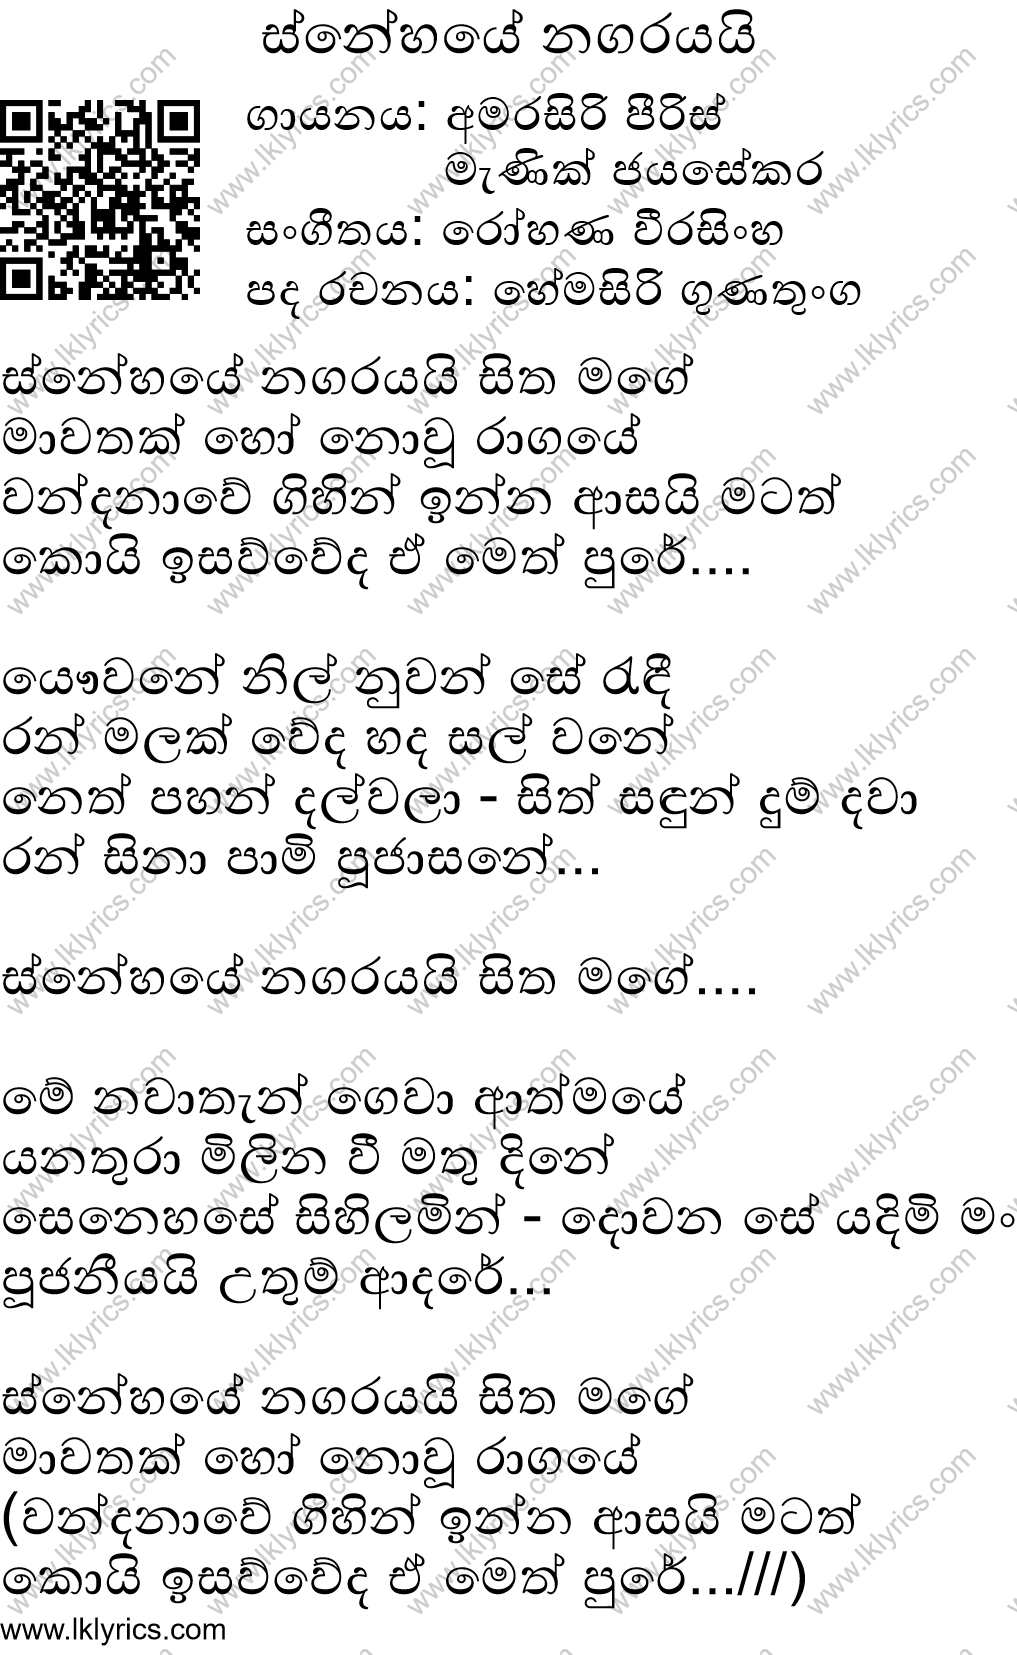 ස්නේහයේ නගරයයි
ගායනය: අමරසිරි පීරිස්
මැණික් ජයසේකර
සංගීතය: රෝහණ වීරසිංහ
පද රචනය: හේමසිරි ගුණතුංග
ස්නේහයේ නගරයයි සිත මගේ
මාවතක් හෝ නොවූ රාගයේ
වන්දනාවේ ගිහින් ඉන්න ආසයි මටත්
කොයි ඉසව්වේද ඒ මෙත් පුරේ....
යෞවනේ නිල් නුවන් සේ රැඳී
රන් මලක් වේද හද සල් වනේ
නෙත් පහන් දල්වලා - සිත් සඳුන් දුම් දවා
රන් සිනා පාමි පූජාසනේ...
ස්නේහයේ නගරයයි සිත මගේ....
මේ නවාතැන් ගෙවා ආත්මයේ
යනතුරා මිලින වී මතු දිනේ
සෙනෙහසේ සිහිලමින් - දොවන සේ යදිමි මං
පූජනීයයි උතුම් ආදරේ...
ස්නේහයේ නගරයයි සිත මගේ
මාවතක් හෝ නොවූ රාගයේ
(වන්දනාවේ ගිහින් ඉන්න ආසයි මටත්
කොයි ඉසව්වේද ඒ මෙත් පුරේ...///)
www.lklyrics.com